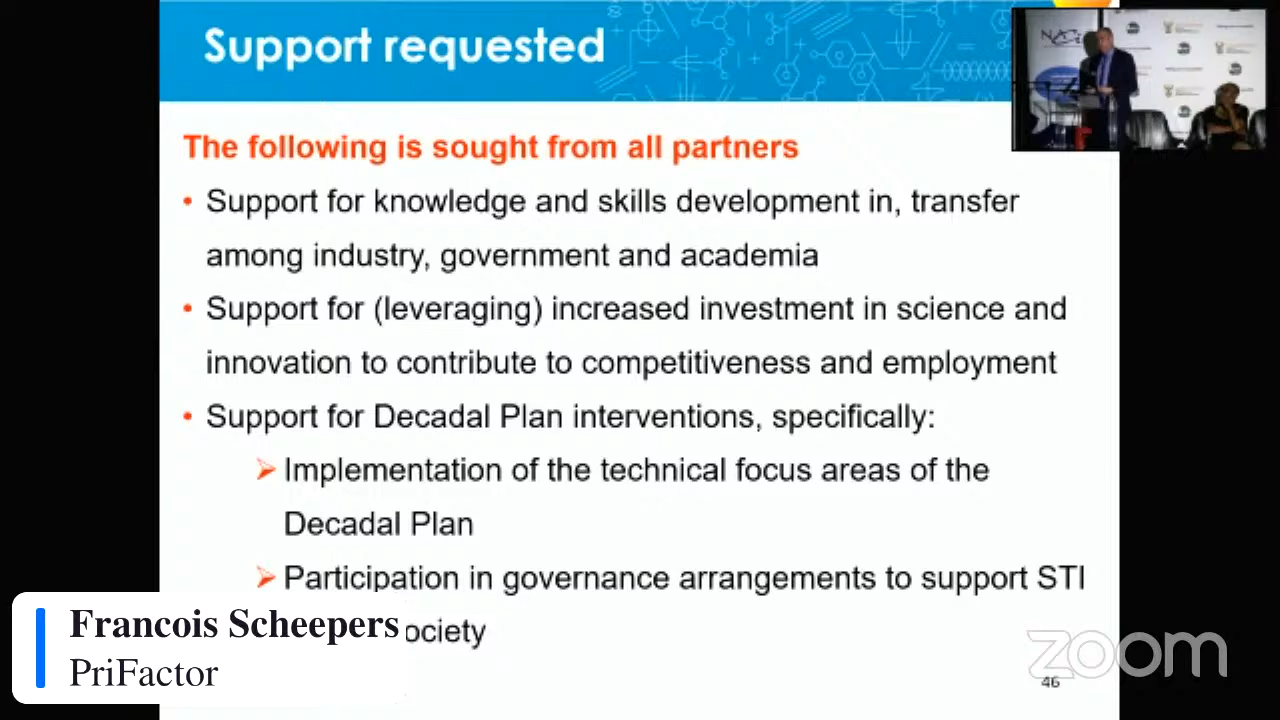 Support requested
The following is sought from all partners
• Support for knowledge and skills development in, transfer
among industry, government and academia
• Support for (leveraging) increased investment in science and
innovation to contribute to competitiveness and employment
• Support for Decadal Plan interventions, specifically:
➢ Implementation of the technical focus areas of the
Decadal Plan
➢ Participation in governance arrangements to support STI
ociety
Francois Scheepers
PriFactor
zoom
46